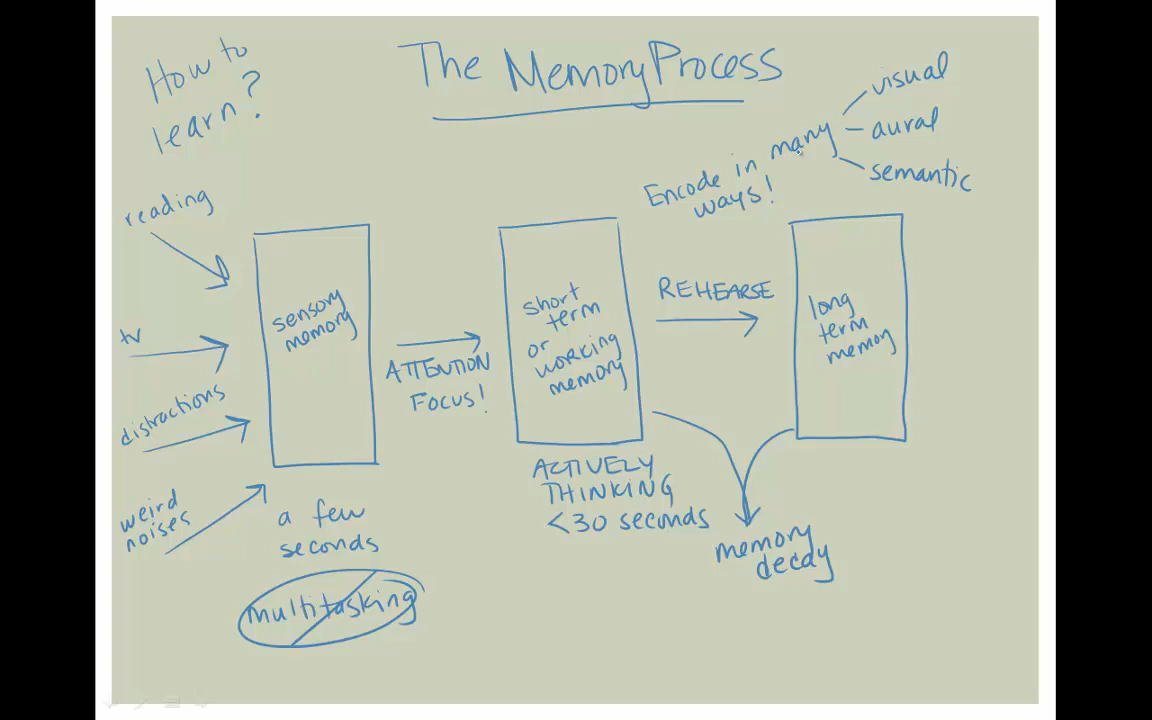 How to
learn?
The Memory Process
Encode in many
ways!
visual
aural
semantic
reading
tv
distractions
weird
noises
sensory
memory
a few
seconds
multitasking
ATTENTION
FOCUS!
short
term
or
working
memory
ACTIVELY
THINKING
<30 seconds
REHEARSE
long
term
memory
memory
decay